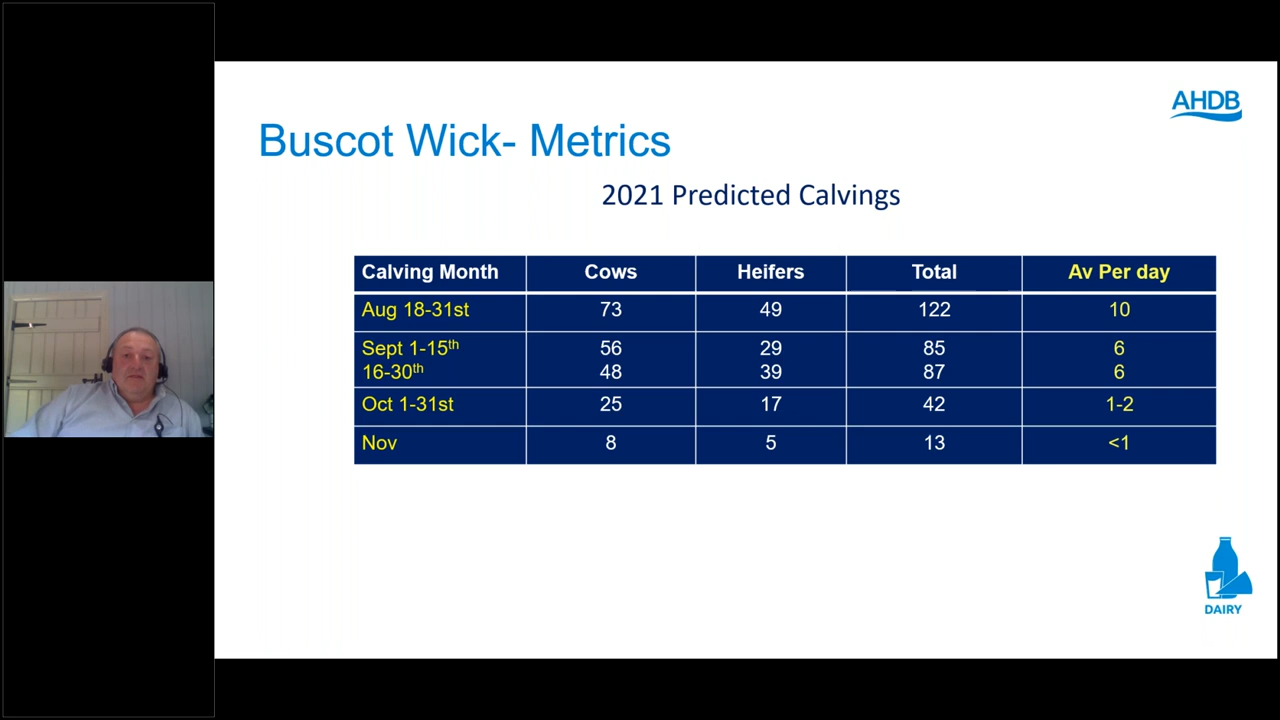 AHDB
Buscot Wick- Metrics
2021 Predicted Calvings
Calving Month Cows Heifers Total Av Per day
Aug 18-31st 73 49 122 10
Sept 1-15th 56 29 85 6
16-30th 48 39 87 6
Oct 1-31st 25 17 42 1-2
Nov 8 5 13 <1
DAIRY